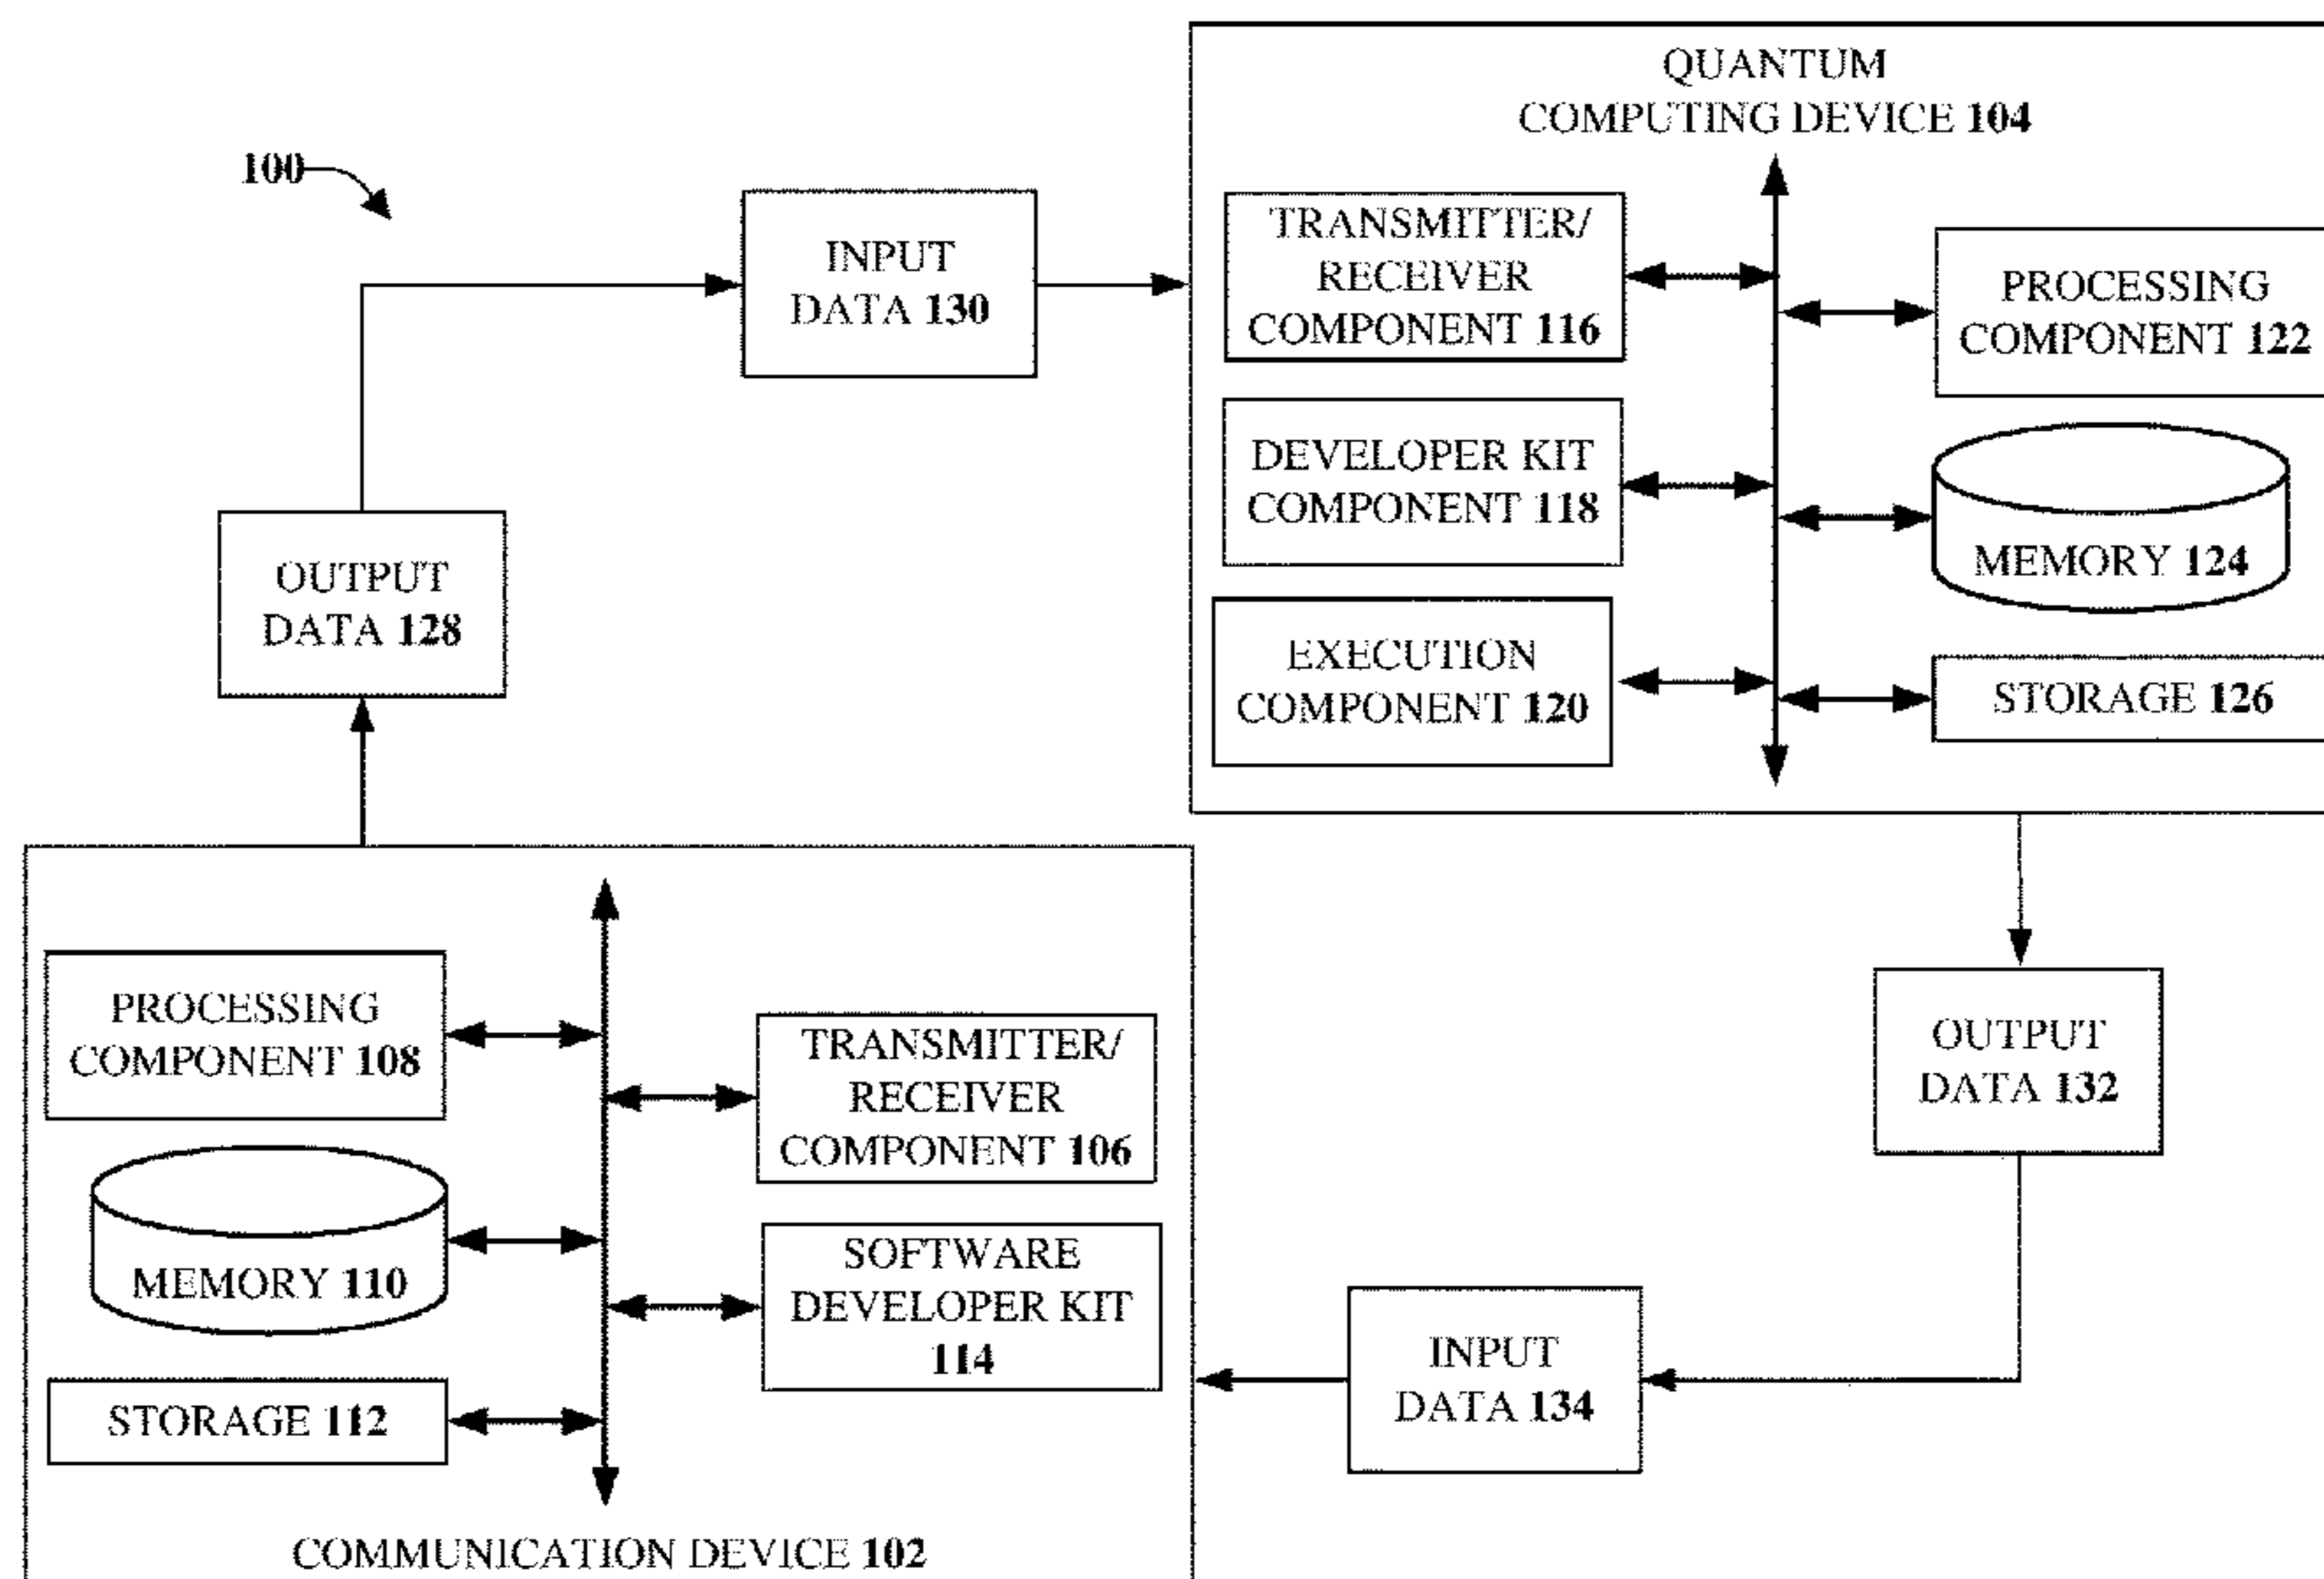 100
QUANTUM
COMPUTING DEVICE 104
INPUT
DATA 130
TRANSMITTER/
RECEIVER
COMPONENT 116
PROCESSING
COMPONENT 122
DEVELOPER KIT
COMPONENT 118
MEMORY 124
EXECUTION
COMPONENT 120
STORAGE 126
OUTPUT
DATA 128
PROCESSING
COMPONENT 108
TRANSMITTER/
RECEIVER
COMPONENT 106
MEMORY 110
SOFTWARE
DEVELOPER KIT
114
STORAGE 112
COMMUNICATION DEVICE 102
OUTPUT
DATA 132
INPUT
DATA 134